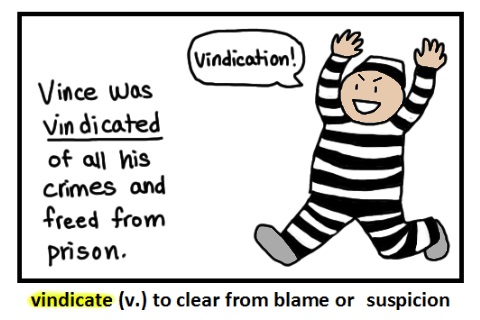 Vindication!
Vince was
vindicated
of all his
crimes and
freed from
prison.
vindicate (v.) to clear from blame or suspicion